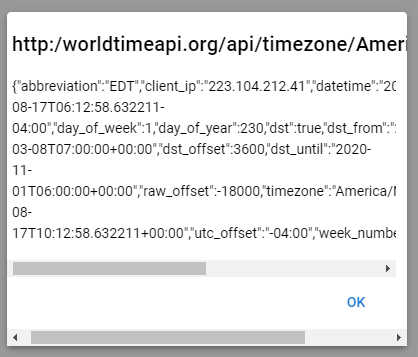 http:/worldtimeapi.org/api/timezone/Ameri
{"abbreviation":"EDT","client_ip":"223.104.212.41","datetime":"20
08-17T06:12:58.632211-
04:00","day_of_week":1,"day_of_year":230,"dst":true,"dst_from":"
03-08T07:00:00+00:00","dst_offset":3600,"dst_until":"2020-
11-
01T06:00:00+00:00","raw_offset":-18000,"timezone":"America/
08-
17T10:12:58.632211+00:00","utc_offset":"-04:00","week_numbe
OK